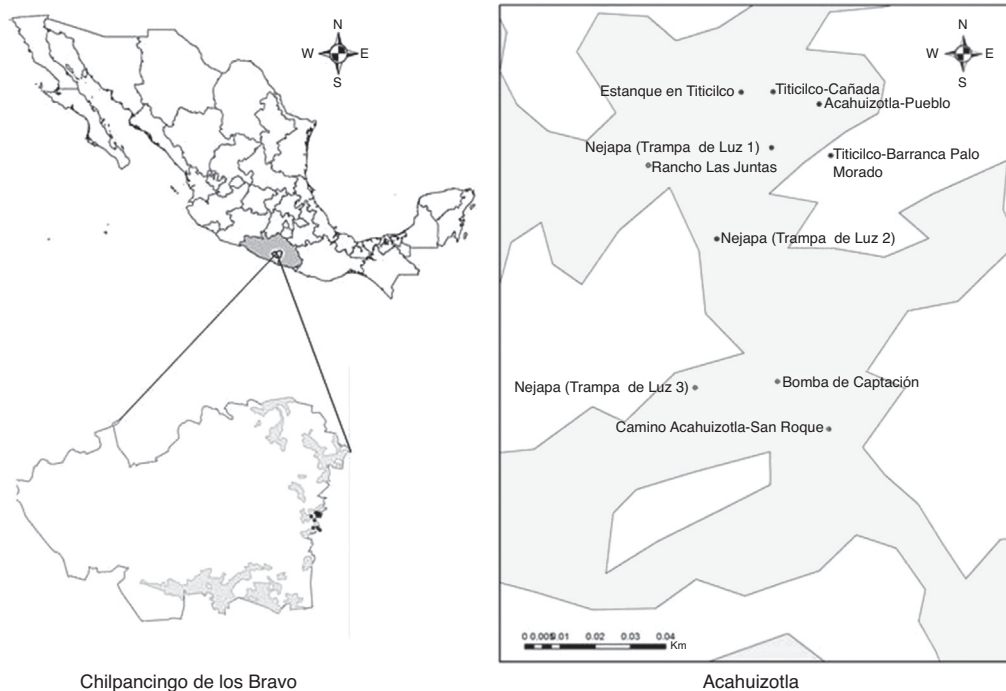 N
W E
S
Chilpancingo de los Bravo
N
W E
S
Estanque en Titicilco
Titicilco-Cañada
Acahuizotla-Pueblo
Nejapa (Trampa de Luz 1)
Rancho Las Juntas
Titicilco-Barranca Palo
Morado
Nejapa (Trampa de Luz 2)
Nejapa (Trampa de Luz 3)
Bomba de Captación
Camino Acahuizotla-San Roque
0 0.005 0.01 0.02 0.03 0.04
Km
Acahuizotla